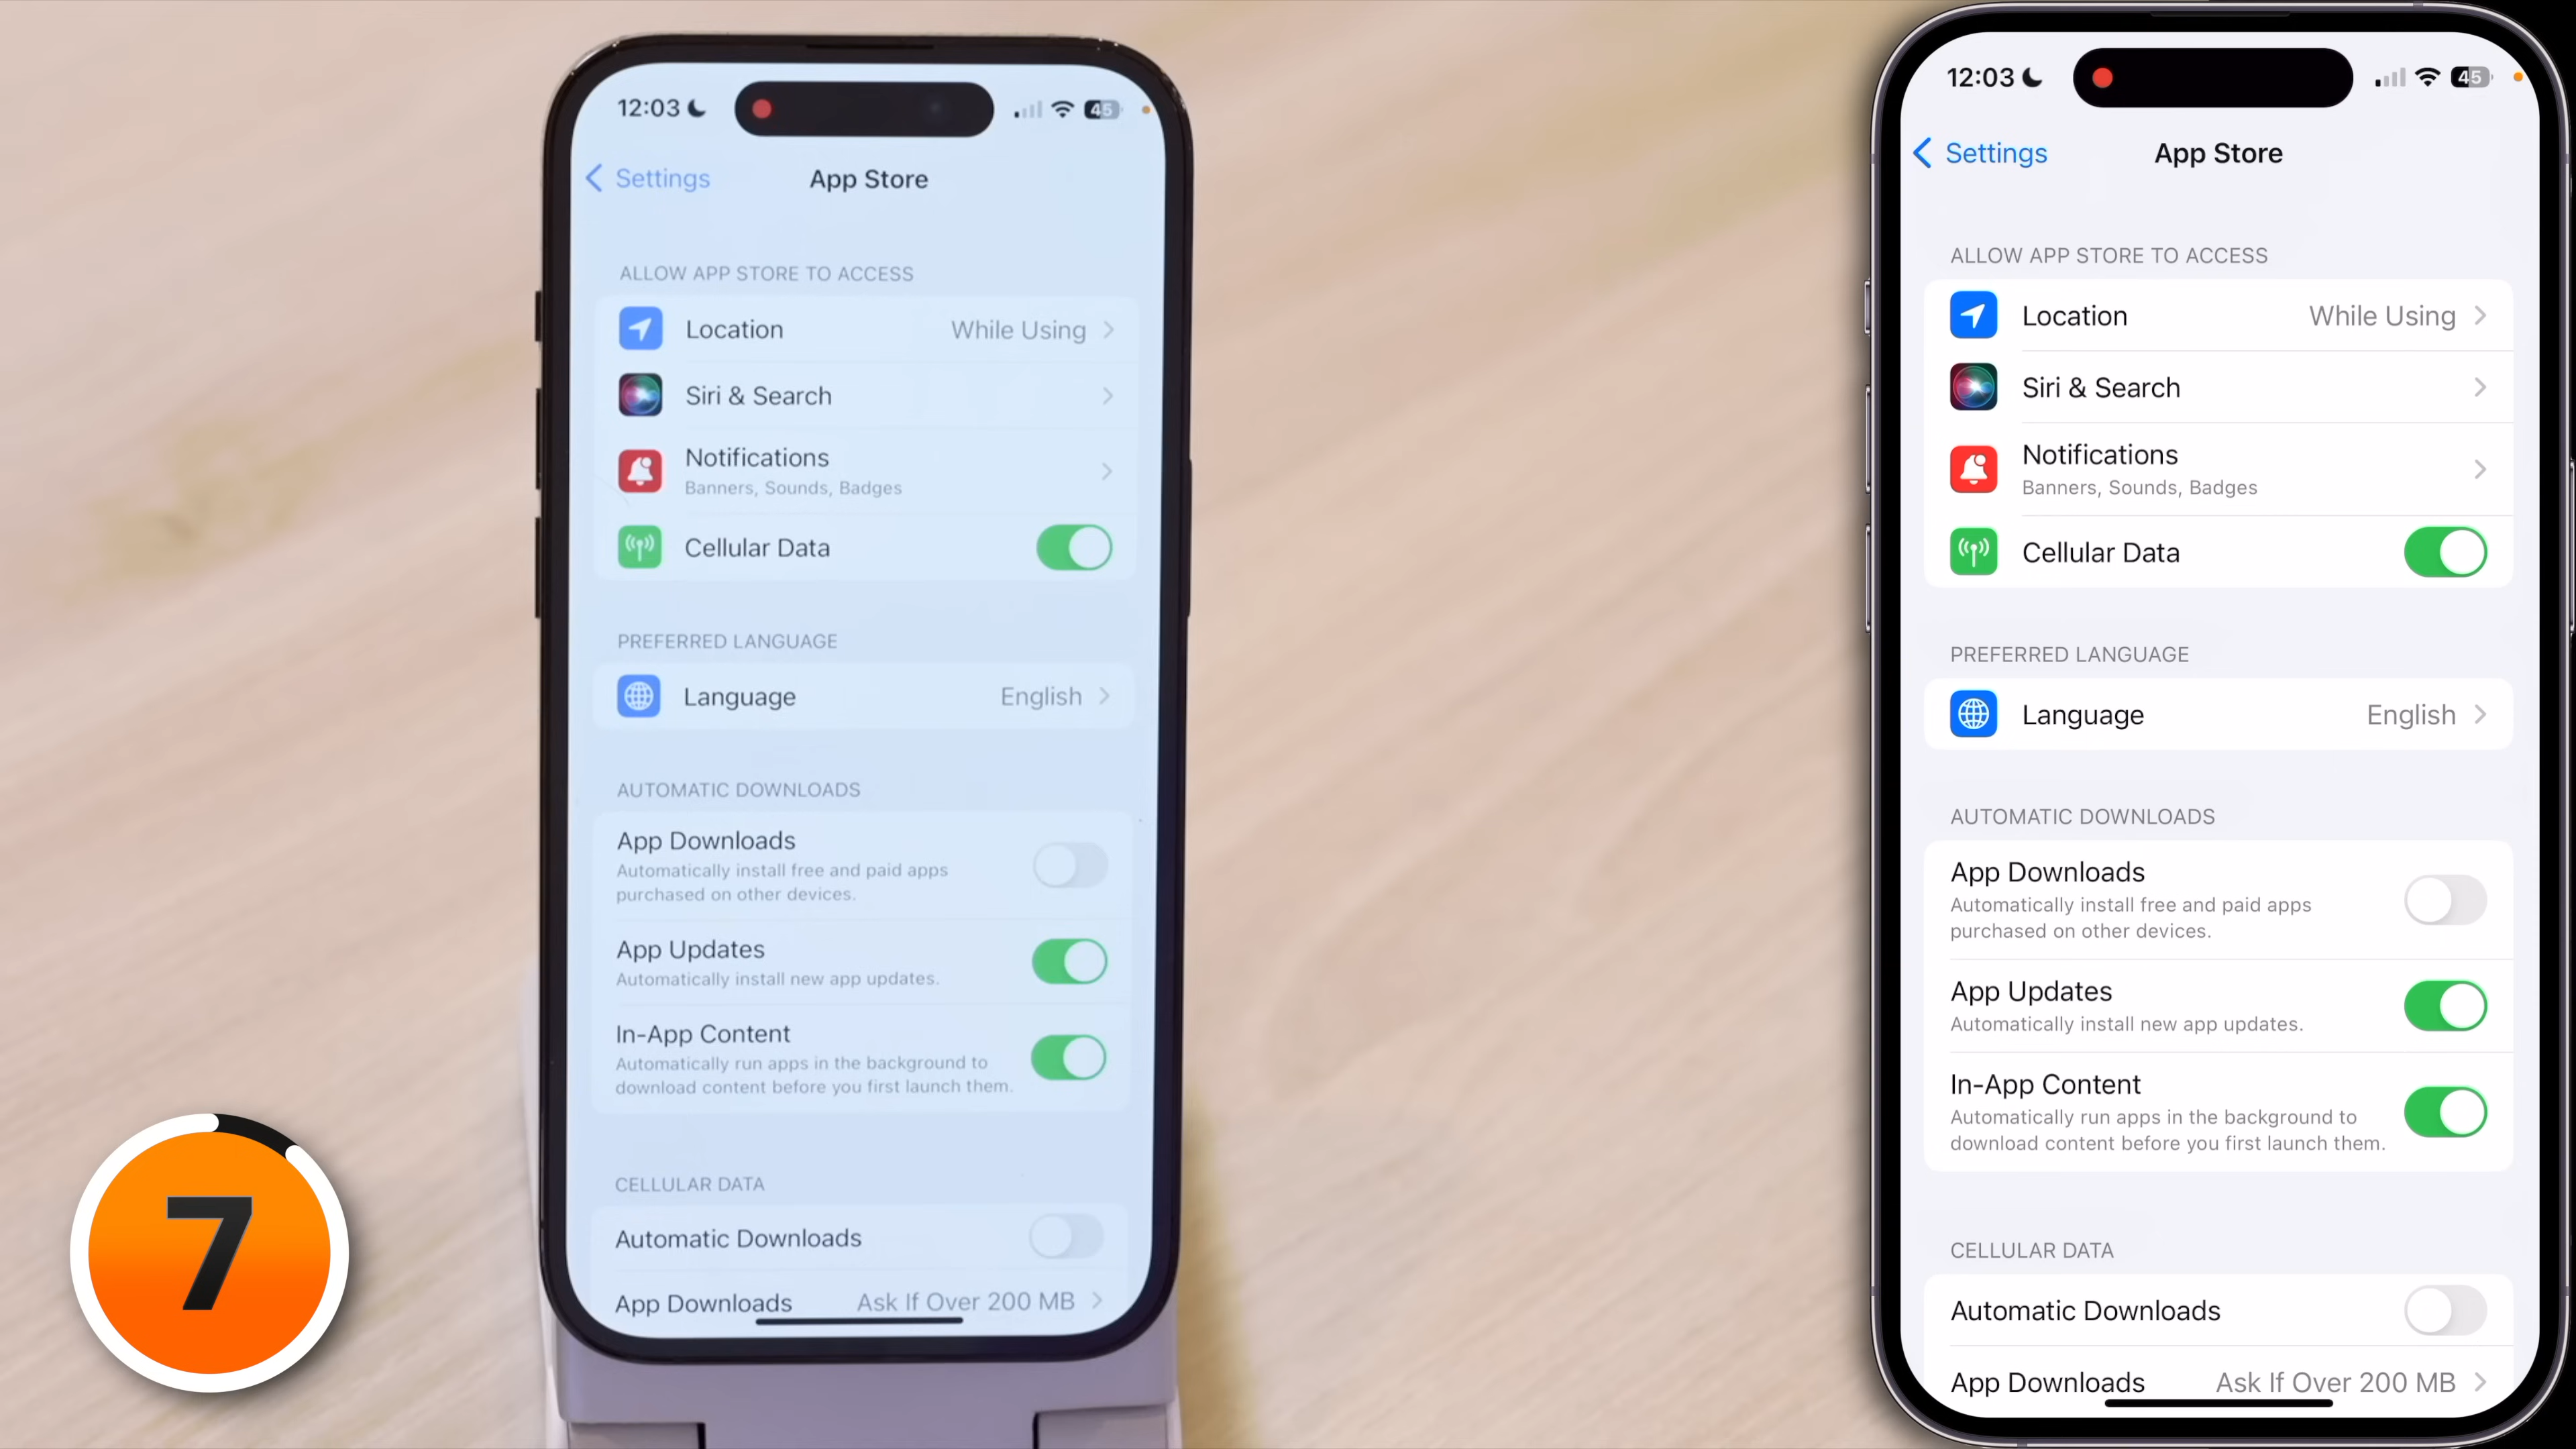 12:03
45
Settings
App Store
ALLOW APP STORE TO ACCESS
Location
While Using
Siri & Search
Notifications
Banners, Sounds, Badges
Cellular Data
PREFERRED LANGUAGE
Language
English
AUTOMATIC DOWNLOADS
App Downloads
Automatically install free and paid apps
purchased on other devices.
App Updates
Automatically install new app updates.
In-App Content
Automatically run apps in the background to
download content before you first launch them.
CELLULAR DATA
Automatic Downloads
App Downloads
Ask If Over 200 MB
7
12:03
45
Settings
App Store
ALLOW APP STORE TO ACCESS
Location
While Using
Siri & Search
Notifications
Banners, Sounds, Badges
Cellular Data
PREFERRED LANGUAGE
Language
English
AUTOMATIC DOWNLOADS
App Downloads
Automatically install free and paid apps
purchased on other devices.
App Updates
Automatically install new app updates.
In-App Content
Automatically run apps in the background to
download content before you first launch them.
CELLULAR DATA
Automatic Downloads
App Downloads
Ask If Over 200 MB